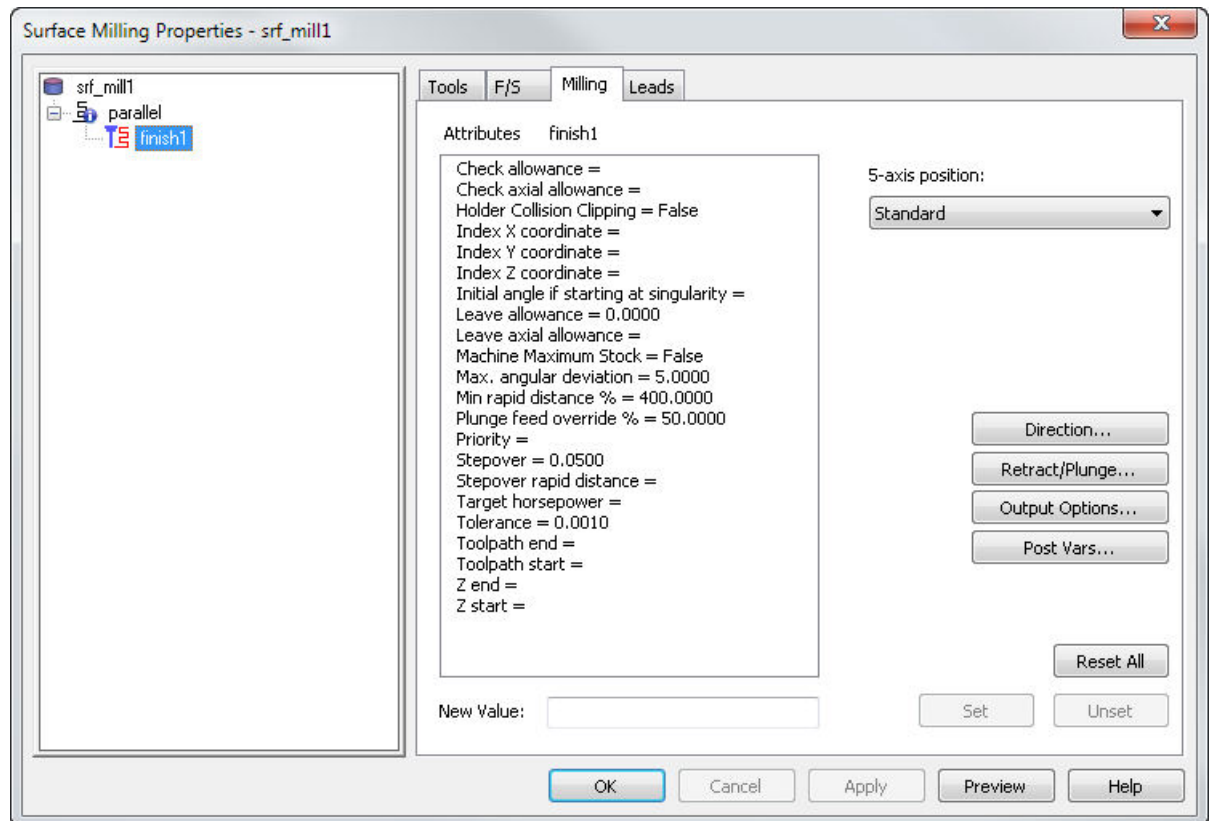 Surface Milling Properties - srf_mill1
srf_mill1
parallel
finish1
Tools F/S Milling Leads
Attributes finish1
Check allowance =
Check axial allowance =
Holder Collision Clipping = False
Index X coordinate =
Index Y coordinate =
Index Z coordinate =
Initial angle if starting at singularity =
Leave allowance = 0.0000
Leave axial allowance =
Machine Maximum Stock = False
Max. angular deviation = 5.0000
Min rapid distance % = 400.0000
Plunge feed override % = 50.0000
Priority =
Stepover = 0.0500
Stepover rapid distance =
Target horsepower =
Tolerance = 0.0010
Toolpath end =
Toolpath start =
Z end =
Z start =
5-axis position:
Standard
Direction...
Retract/Plunge...
Output Options...
Post Vars...
Reset All
New Value:
Set Unset
OK Cancel Apply Preview Help